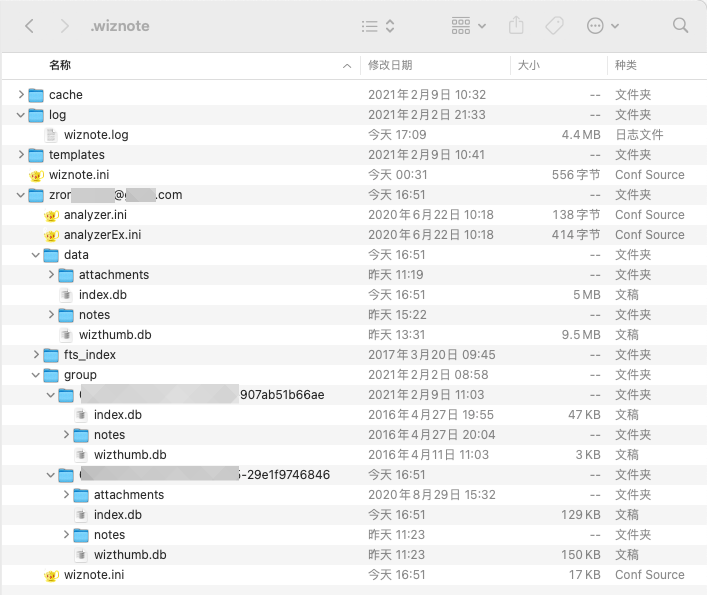 .wiznote
名称 修改日期 大小 种类
cache 2021年2月9日 10:32 -- 文件夹
log 2021年2月2日 21:33 -- 文件夹
wiznote.log 今天 17:09 4.4 MB 日志文件
templates 2021年2月9日 10:41 -- 文件夹
wiznote.ini 今天 00:31 556 字节 Conf Source
zror @ .com 今天 16:51 -- 文件夹
analyzer.ini 2020年6月22日 10:18 138 字节 Conf Source
analyzerEx.ini 2020年6月22日 10:18 414 字节 Conf Source
data 今天 16:51 -- 文件夹
attachments 昨天 11:19 -- 文件夹
index.db 今天 16:51 5 MB 文稿
notes 昨天 15:22 -- 文件夹
wizthumb.db 昨天 13:31 9.5 MB 文稿
fts_index 2017年3月20日 09:45 -- 文件夹
group 2021年2月2日 08:58 -- 文件夹
907ab51b66ae 2021年2月9日 11:03 -- 文件夹
index.db 2016年4月27日 19:55 47 KB 文稿
notes 2016年4月27日 20:04 -- 文件夹
wizthumb.db 2016年4月11日 11:03 3 KB 文稿
-29e1f9746846 今天 16:51 -- 文件夹
attachments 2020年8月29日 15:32 -- 文件夹
index.db 今天 16:51 129 KB 文稿
notes 昨天 11:23 -- 文件夹
wizthumb.db 昨天 11:23 150 KB 文稿
wiznote.ini 今天 16:51 17 KB Conf Source